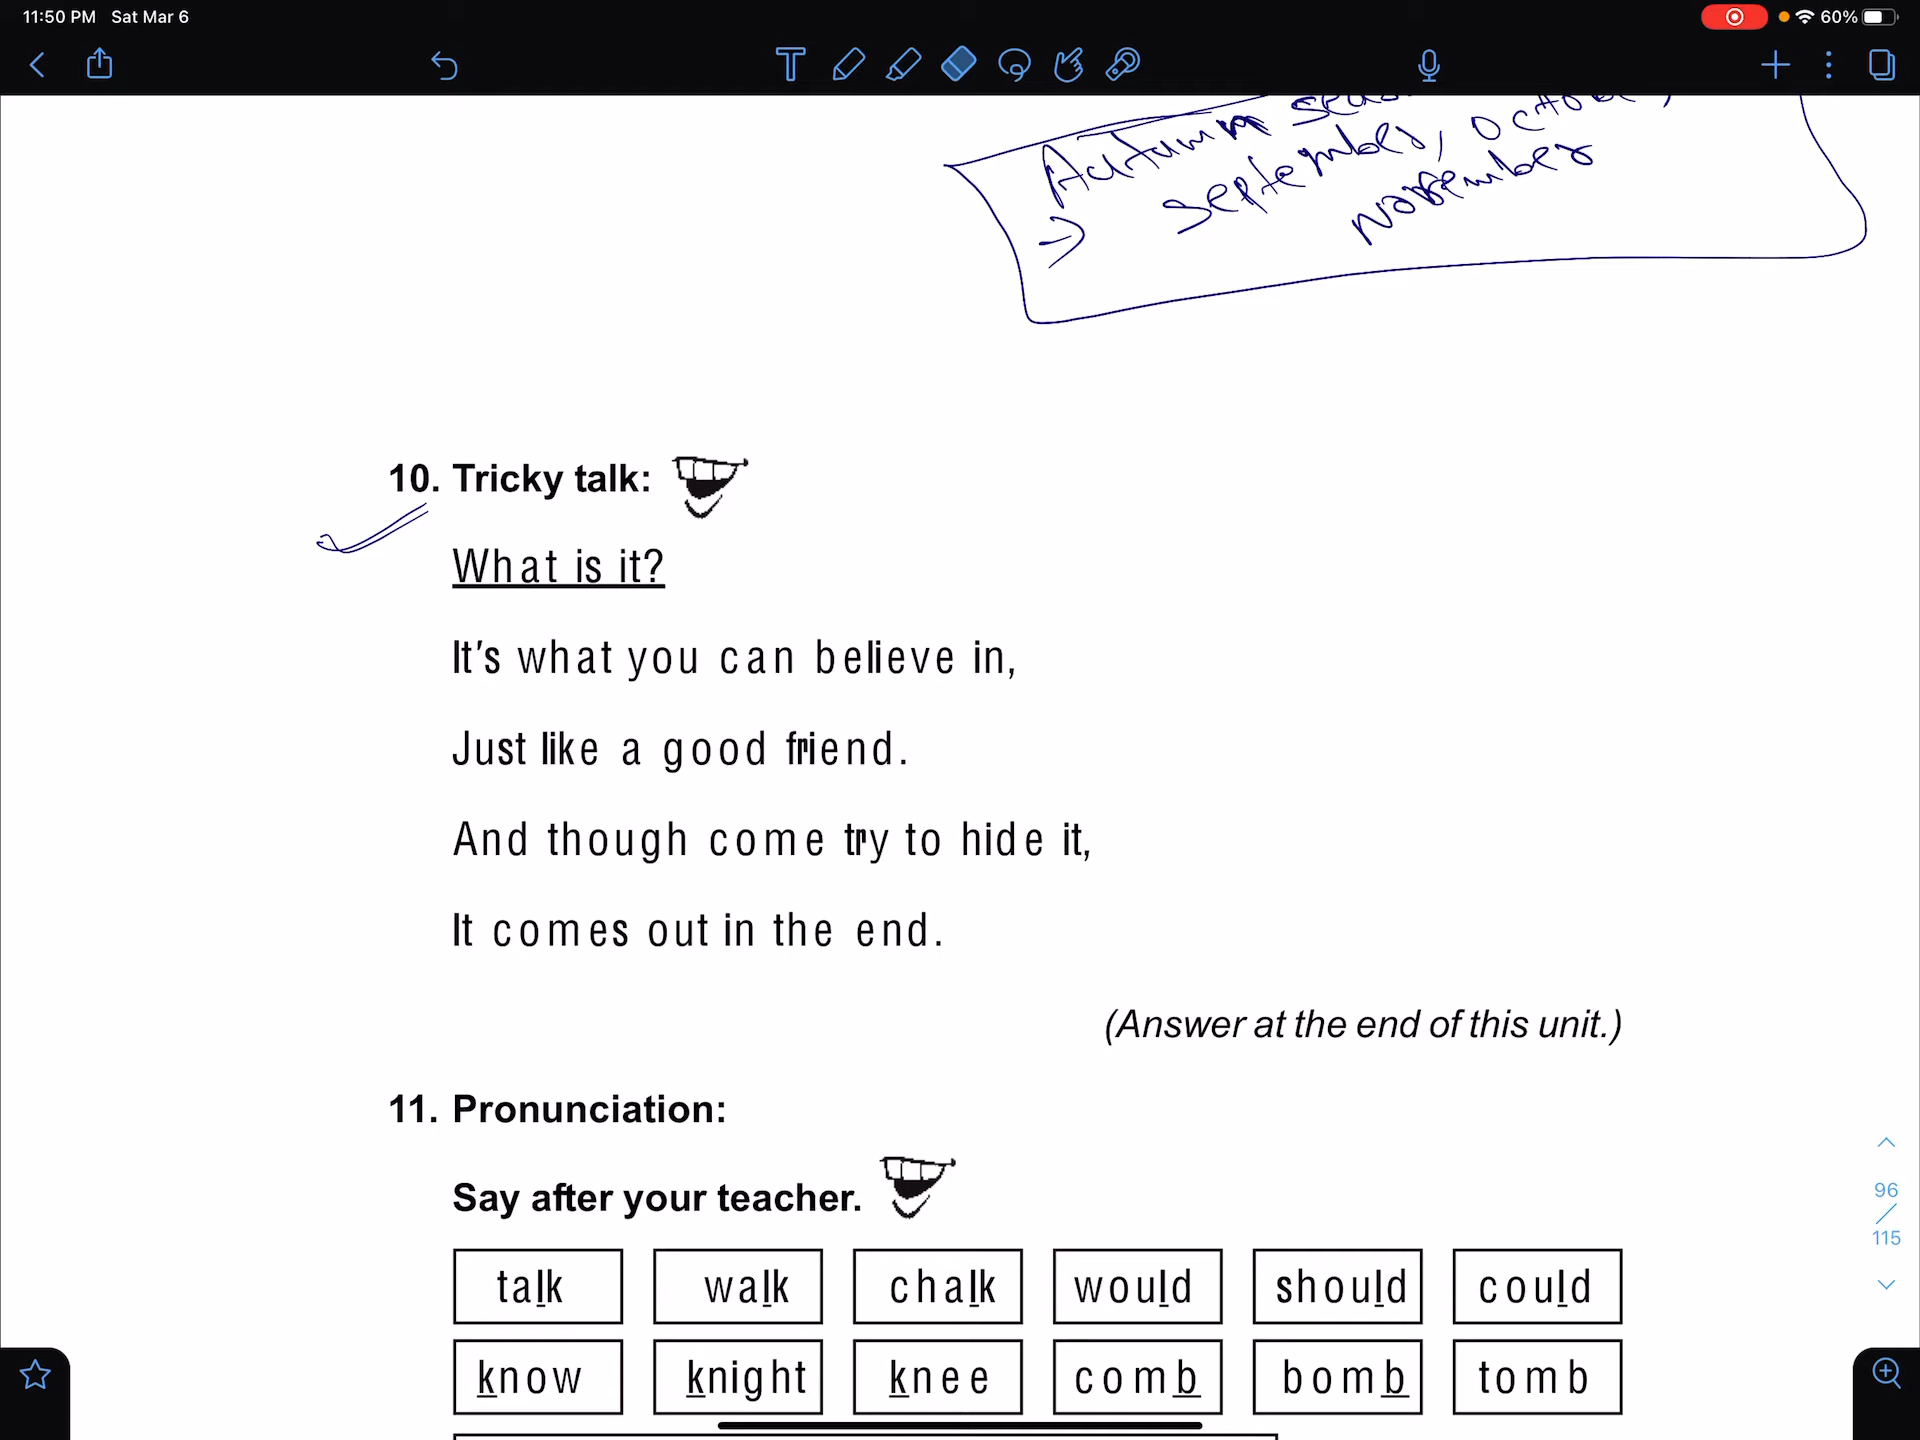 11:50 PM Sat Mar 6
60%
Autumn
September,
November
10. Tricky talk:
What is it?
It's what you can believe in,
Just like a good friend.
And though come try to hide it,
It comes out in the end.
(Answer at the end of this unit.)
11. Pronunciation:
Say after your teacher.
96
115
talk walk chalk would should could
know knight knee comb bomb tomb